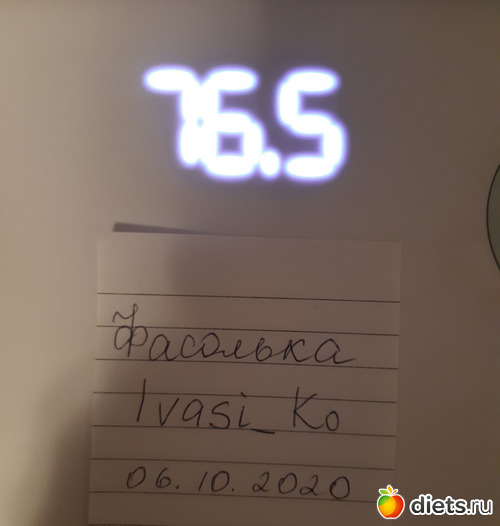 76.5
Фасолька
Ivasi_Ko
06.10.2020
diets.ru